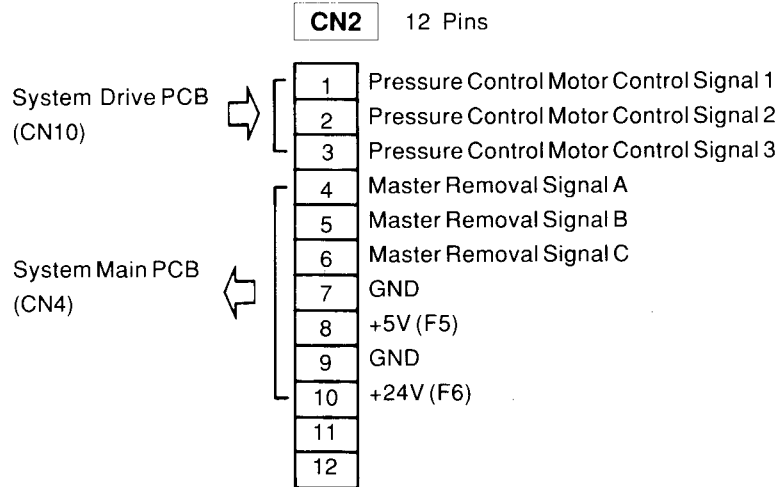 CN2 12 Pins
System Drive PCB
(CN10)
1 Pressure Control Motor Control Signal 1
2 Pressure Control Motor Control Signal 2
3 Pressure Control Motor Control Signal 3
System Main PCB
(CN4)
4 Master Removal Signal A
5 Master Removal Signal B
6 Master Removal Signal C
7 GND
8 +5V (F5)
9 GND
10 +24V (F6)
11
12